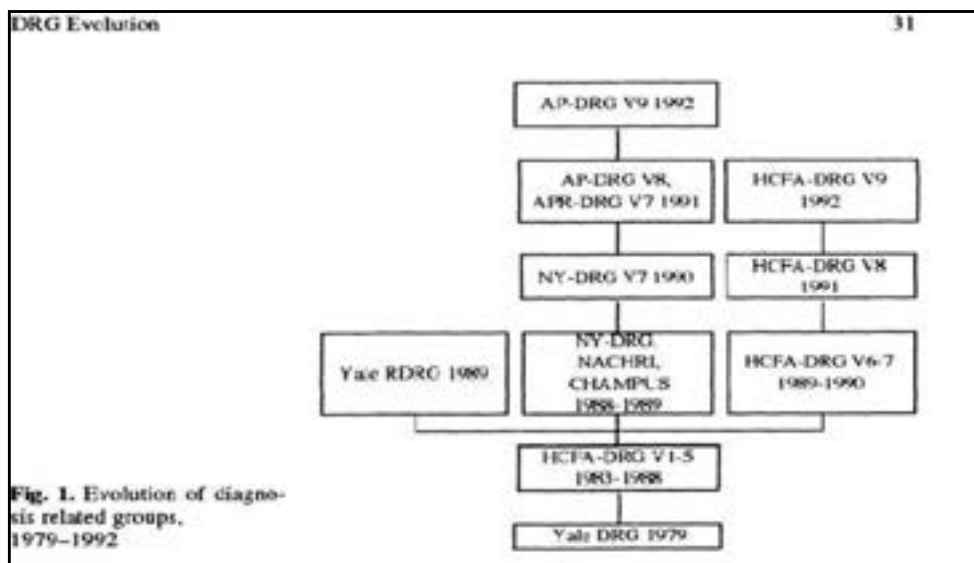 DRG Evolution
31
AP-DRG V9 1992
AP-DRG V8,
APR-DRG V7 1991
HCFA-DRG V9
1992
NY-DRG V7 1990
HCFA-DRG V8
1991
Yale RDRG 1989
NY-DRG,
NACHRI,
CHAMPUS
1988-1989
HCFA-DRG V6-7
1989-1990
HCFA-DRG V1-5
1983-1988
Yale DRG 1979
Fig. 1. Evolution of diagno-
sis related groups,
1979–1992